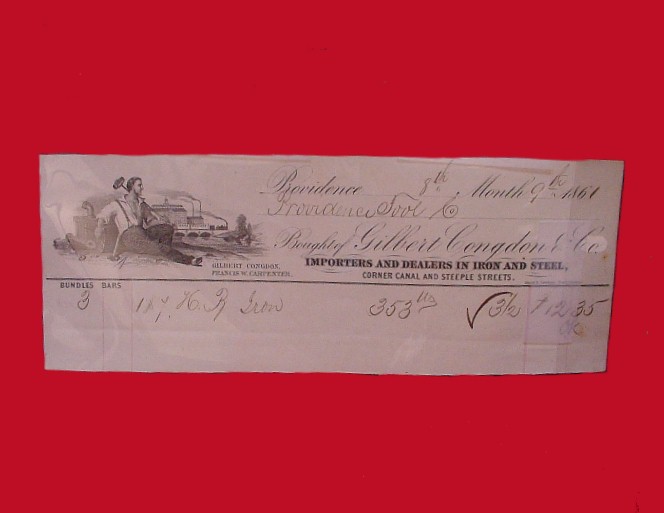 Providence 8th Month 9th 1861
Providence Tool Co
Bought of Gilbert Congdon & Co.
GILBERT CONGDON,
FRANCIS W. CARPENTER.
IMPORTERS AND DEALERS IN IRON AND STEEL,
CORNER CANAL AND STEEPLE STREETS.
BUNDLES BARS
3 Iron 353 lbs √ 3½ $12 35